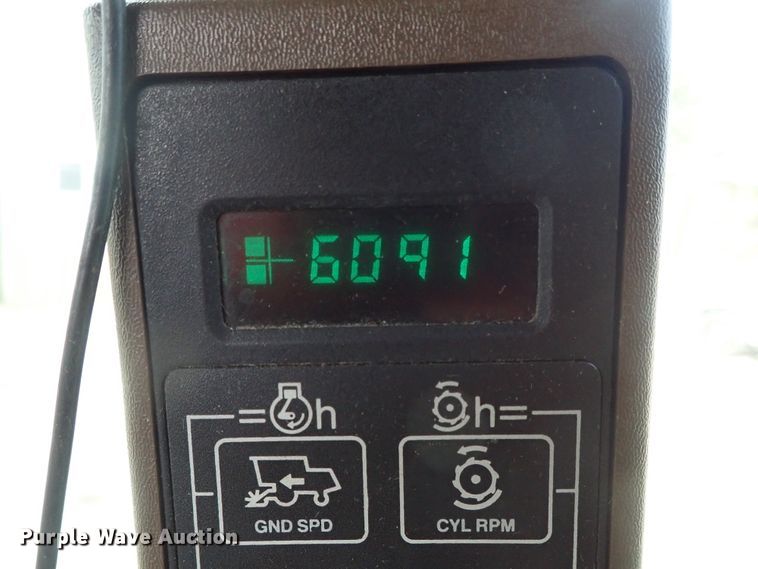 6091
=h h=
GND SPD CYL RPM
Purple Wave Auction